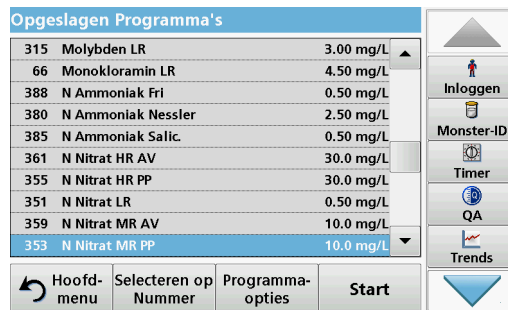 Opgeslagen Programma's
315 Molybden LR 3.00 mg/L
66 Monokloramin LR 4.50 mg/L
388 N Ammoniak Fri 0.50 mg/L
380 N Ammoniak Nessler 2.50 mg/L
385 N Ammoniak Salic. 0.50 mg/L
361 N Nitrat HR AV 30.0 mg/L
355 N Nitrat HR PP 30.0 mg/L
351 N Nitrat LR 0.50 mg/L
359 N Nitrat MR AV 10.0 mg/L
353 N Nitrat MR PP 10.0 mg/L
Inloggen
Monster-ID
Timer
QA
Trends
Hoofd-
menu
Selecteren op
Nummer
Programma-
opties
Start